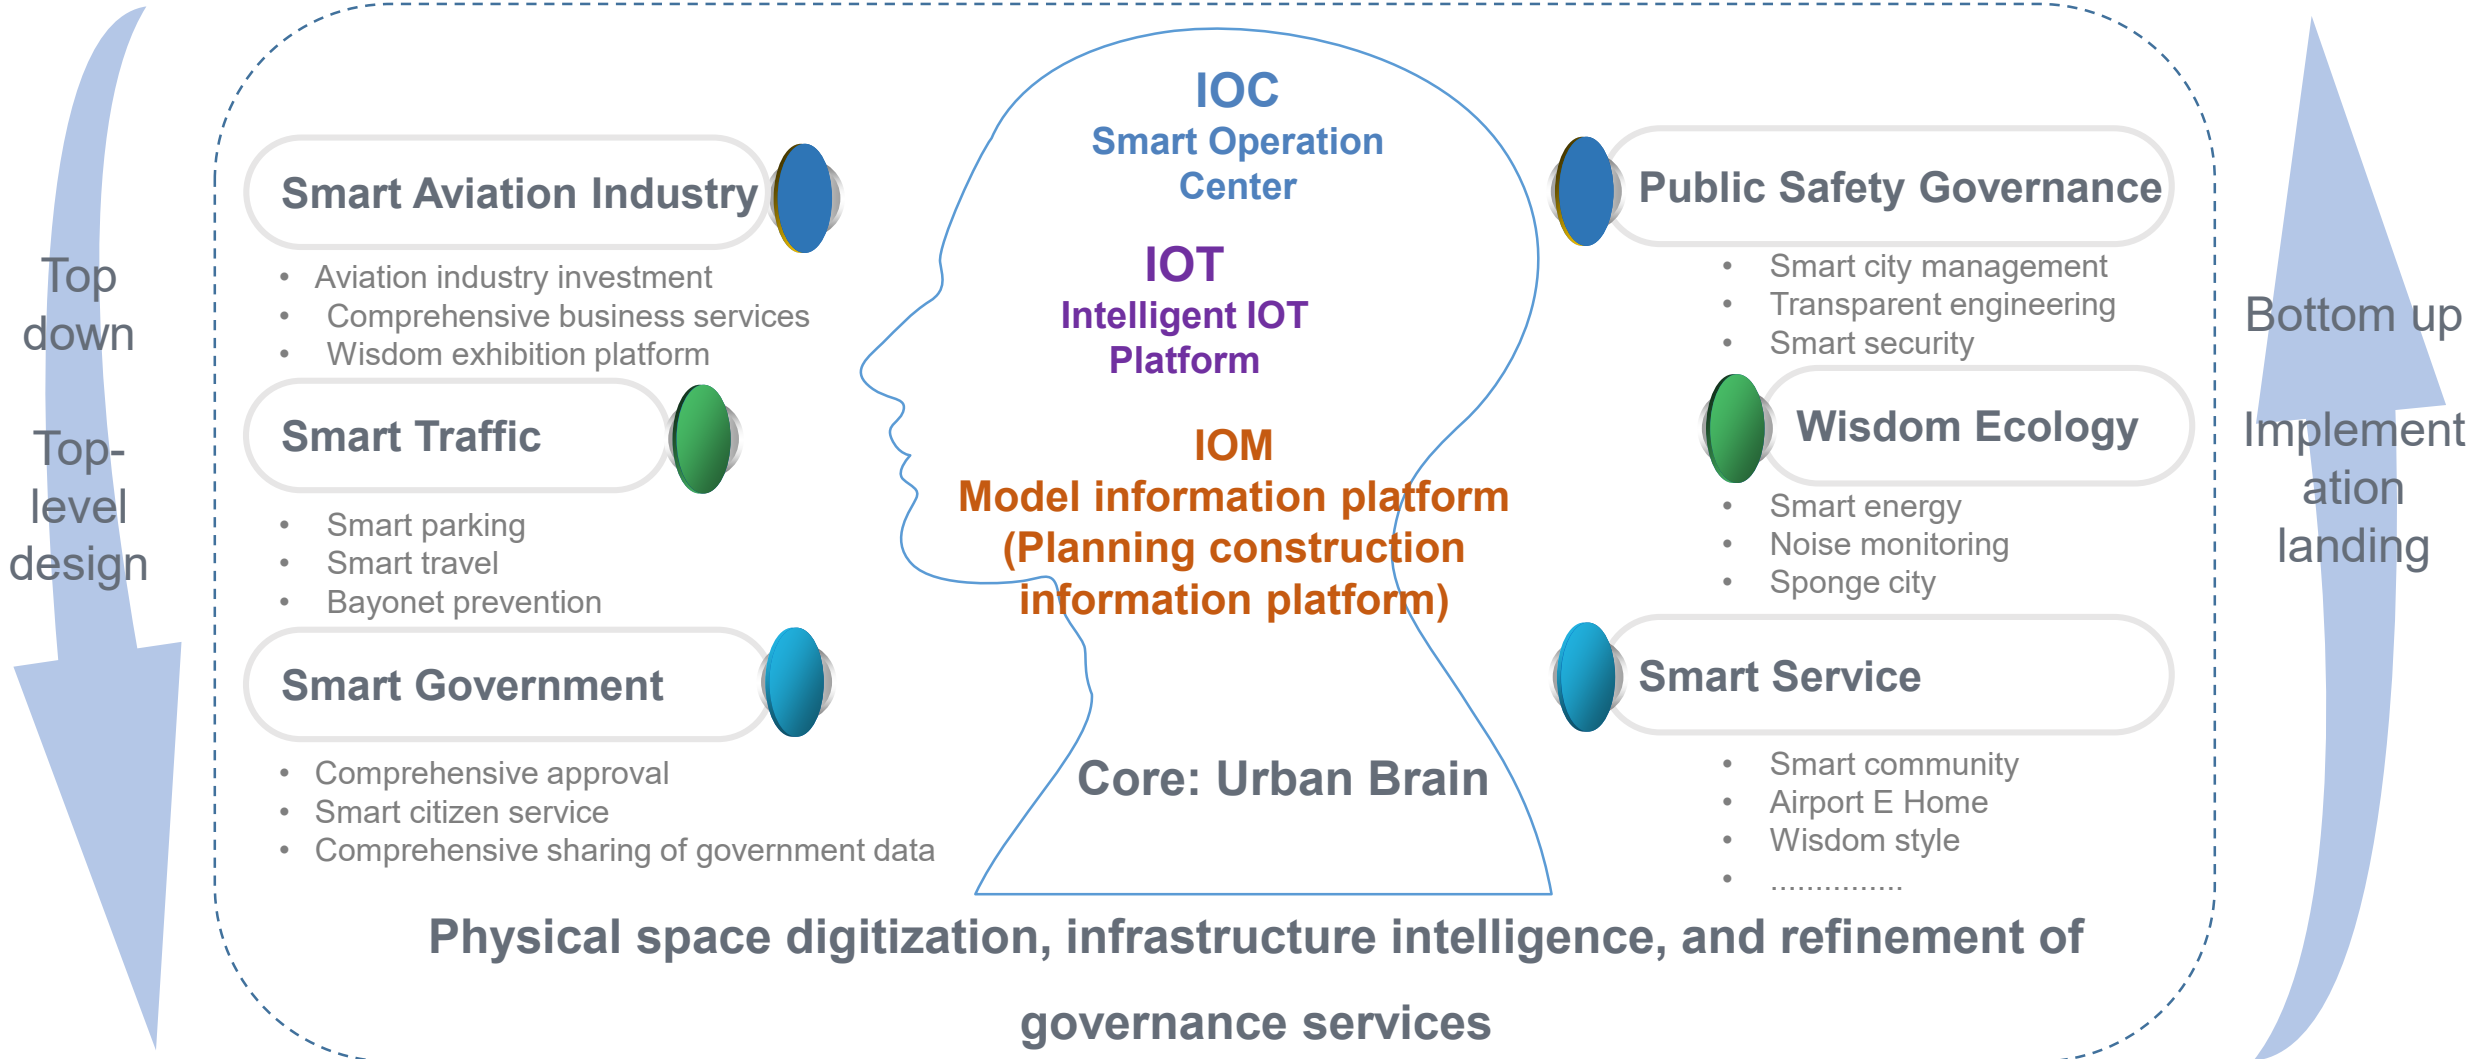 Top
down
Top-
level
design
Smart Aviation Industry
• Aviation industry investment
• Comprehensive business services
• Wisdom exhibition platform
Smart Traffic
• Smart parking
• Smart travel
• Bayonet prevention
Smart Government
• Comprehensive approval
• Smart citizen service
• Comprehensive sharing of government data
IOC
Smart Operation
Center
IOT
Intelligent IOT
Platform
IOM
Model information platform
(Planning construction
information platform)
Core: Urban Brain
Public Safety Governance
• Smart city management
• Transparent engineering
• Smart security
Wisdom Ecology
• Smart energy
• Noise monitoring
• Sponge city
Smart Service
• Smart community
• Airport E Home
• Wisdom style
• ...............
Bottom up
Implement
ation
landing
Physical space digitization, infrastructure intelligence, and refinement of
governance services